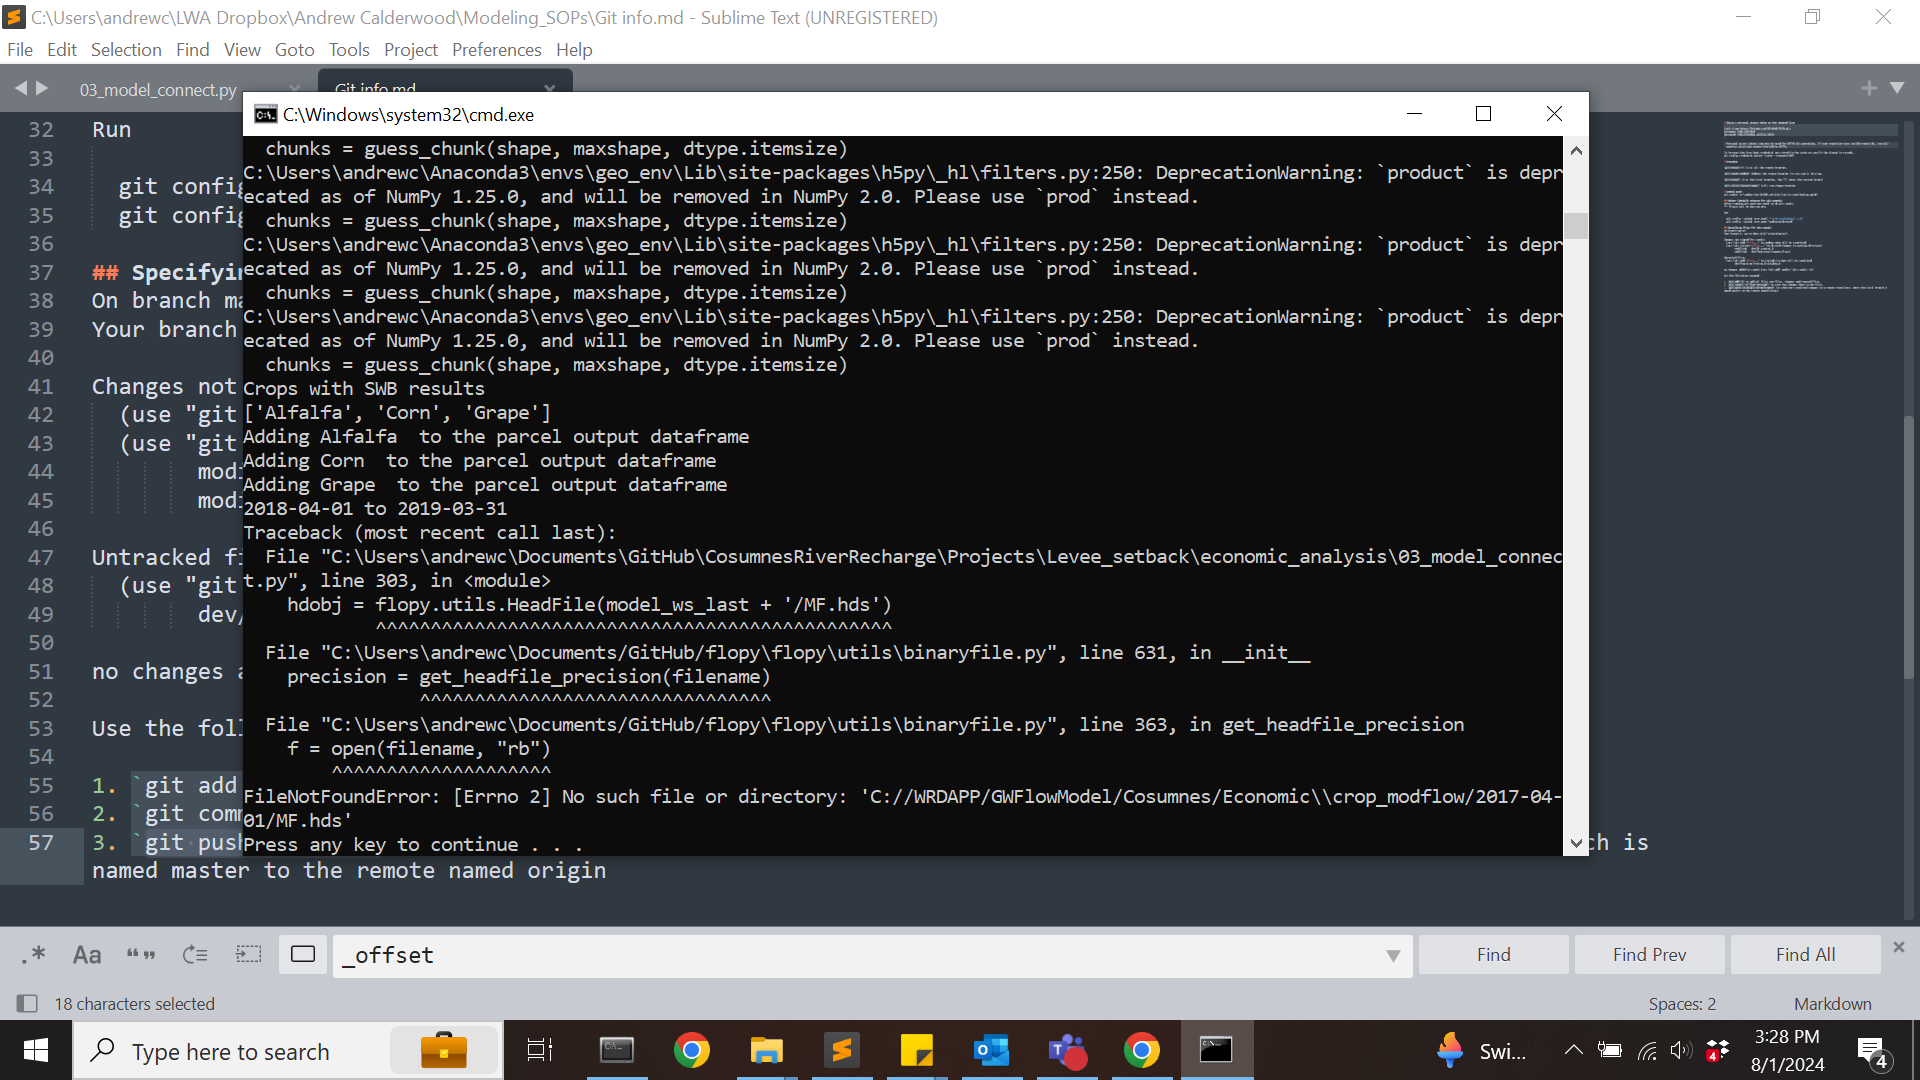 C:\Users\andrewc\LWA Dropbox\Andrew Calderwood\Modeling_SOPs\Git info.md - Sublime Text (UNREGISTERED)
File Edit Selection Find View Goto Tools Project Preferences Help
03_model_connect.py
Git info.md
C:\Windows\system32\cmd.exe
chunks = guess_chunk(shape, maxshape, dtype.itemsize)
C:\Users\andrewc\Anaconda3\envs\geo_env\Lib\site-packages\h5py\_hl\filters.py:250: DeprecationWarning: `product` is depr
ecated as of NumPy 1.25.0, and will be removed in NumPy 2.0. Please use `prod` instead.
chunks = guess_chunk(shape, maxshape, dtype.itemsize)
C:\Users\andrewc\Anaconda3\envs\geo_env\Lib\site-packages\h5py\_hl\filters.py:250: DeprecationWarning: `product` is depr
ecated as of NumPy 1.25.0, and will be removed in NumPy 2.0. Please use `prod` instead.
chunks = guess_chunk(shape, maxshape, dtype.itemsize)
C:\Users\andrewc\Anaconda3\envs\geo_env\Lib\site-packages\h5py\_hl\filters.py:250: DeprecationWarning: `product` is depr
ecated as of NumPy 1.25.0, and will be removed in NumPy 2.0. Please use `prod` instead.
chunks = guess_chunk(shape, maxshape, dtype.itemsize)
Crops with SWB results
['Alfalfa', 'Corn', 'Grape']
Adding Alfalfa  to the parcel output dataframe
Adding Corn  to the parcel output dataframe
Adding Grape  to the parcel output dataframe
2018-04-01 to 2019-03-31
Traceback (most recent call last):
File "C:\Users\andrewc\Documents\GitHub\CosumnesRiverRecharge\Projects\Levee_setback\economic_analysis\03_model_connec
t.py", line 303, in <module>
hdobj = flopy.utils.HeadFile(model_ws_last + '/MF.hds')
^^^^^^^^^^^^^^^^^^^^^^^^^^^^^^^^^^^^^^^^^^^^^^^
File "C:\Users\andrewc\Documents/GitHub/flopy\flopy\utils\binaryfile.py", line 631, in __init__
precision = get_headfile_precision(filename)
^^^^^^^^^^^^^^^^^^^^^^^^^^^^^^^^
File "C:\Users\andrewc\Documents/GitHub/flopy\flopy\utils\binaryfile.py", line 363, in get_headfile_precision
f = open(filename, "rb")
^^^^^^^^^^^^^^^^^^^^
FileNotFoundError: [Errno 2] No such file or directory: 'C://WRDAPP/GWFlowModel/Cosumnes/Economic\\crop_modflow/2017-04-
01/MF.hds'
Press any key to continue . . .
32 Run
33
34 git config
35 git config
36
37 ## Specifyin
38 On branch ma
39 Your branch
40
41 Changes not
42 (use "git
43 (use "git
44 modi
45 modi
46
47 Untracked fi
48 (use "git
49 dev/
50
51 no changes a
52
53 Use the foll
54
55 1. `git add
56 2. `git com
57 3. `git push ch is
named master to the remote named origin
.* Aa “” _offset Find Find Prev Find All
18 characters selected Spaces: 2 Markdown
Type here to search
Swi...
4
3:28 PM
8/1/2024
4